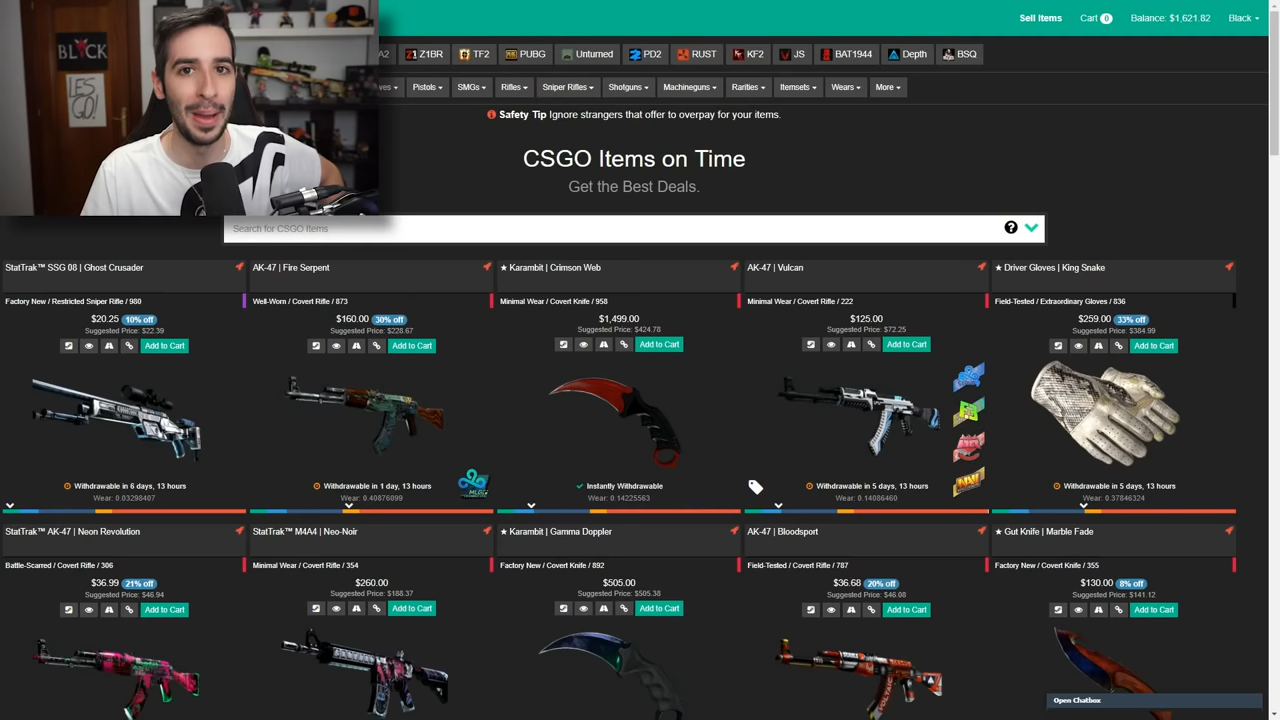 Sell Items Cart 0 Balance: $1,621.82 Black
BLACK
LES
GO!
Z1BR TF2 PUBG Unturned PD2 RUST KF2 JS BAT1944 Depth BSQ
Pistols SMGs Rifles Sniper Rifles Shotguns Machineguns Rarities Itemsets Wears More
Safety Tip Ignore strangers that offer to overpay for your items.
CSGO Items on Time
Get the Best Deals.
Search for CSGO Items
StatTrak™ SSG 08 | Ghost Crusader
Factory New / Restricted Sniper Rifle / 980
$20.25 10% off
Suggested Price: $22.39
Add to Cart
Withdrawable in 6 days, 13 hours
Wear: 0.03298407
AK-47 | Fire Serpent
Well-Worn / Covert Rifle / 873
$160.00 30% off
Suggested Price: $228.67
Add to Cart
Withdrawable in 1 day, 13 hours
Wear: 0.40876099
★ Karambit | Crimson Web
Minimal Wear / Covert Knife / 958
$1,499.00
Suggested Price: $424.78
Add to Cart
Instantly Withdrawable
Wear: 0.14225563
AK-47 | Vulcan
Minimal Wear / Covert Rifle / 222
$125.00
Suggested Price: $72.25
Add to Cart
Withdrawable in 5 days, 13 hours
Wear: 0.14086460
★ Driver Gloves | King Snake
Field-Tested / Extraordinary Gloves / 836
$259.00 33% off
Suggested Price: $384.99
Add to Cart
Withdrawable in 5 days, 13 hours
Wear: 0.37846324
StatTrak™ AK-47 | Neon Revolution
Battle-Scarred / Covert Rifle / 306
$36.99 21% off
Suggested Price: $46.94
Add to Cart
StatTrak™ M4A4 | Neo-Noir
Minimal Wear / Covert Rifle / 354
$260.00
Suggested Price: $188.37
Add to Cart
★ Karambit | Gamma Doppler
Factory New / Covert Knife / 892
$505.00
Suggested Price: $505.38
Add to Cart
AK-47 | Bloodsport
Field-Tested / Covert Rifle / 787
$36.68 20% off
Suggested Price: $46.08
Add to Cart
★ Gut Knife | Marble Fade
Factory New / Covert Knife / 355
$130.00 8% off
Suggested Price: $141.12
Add to Cart
Open Chatbox